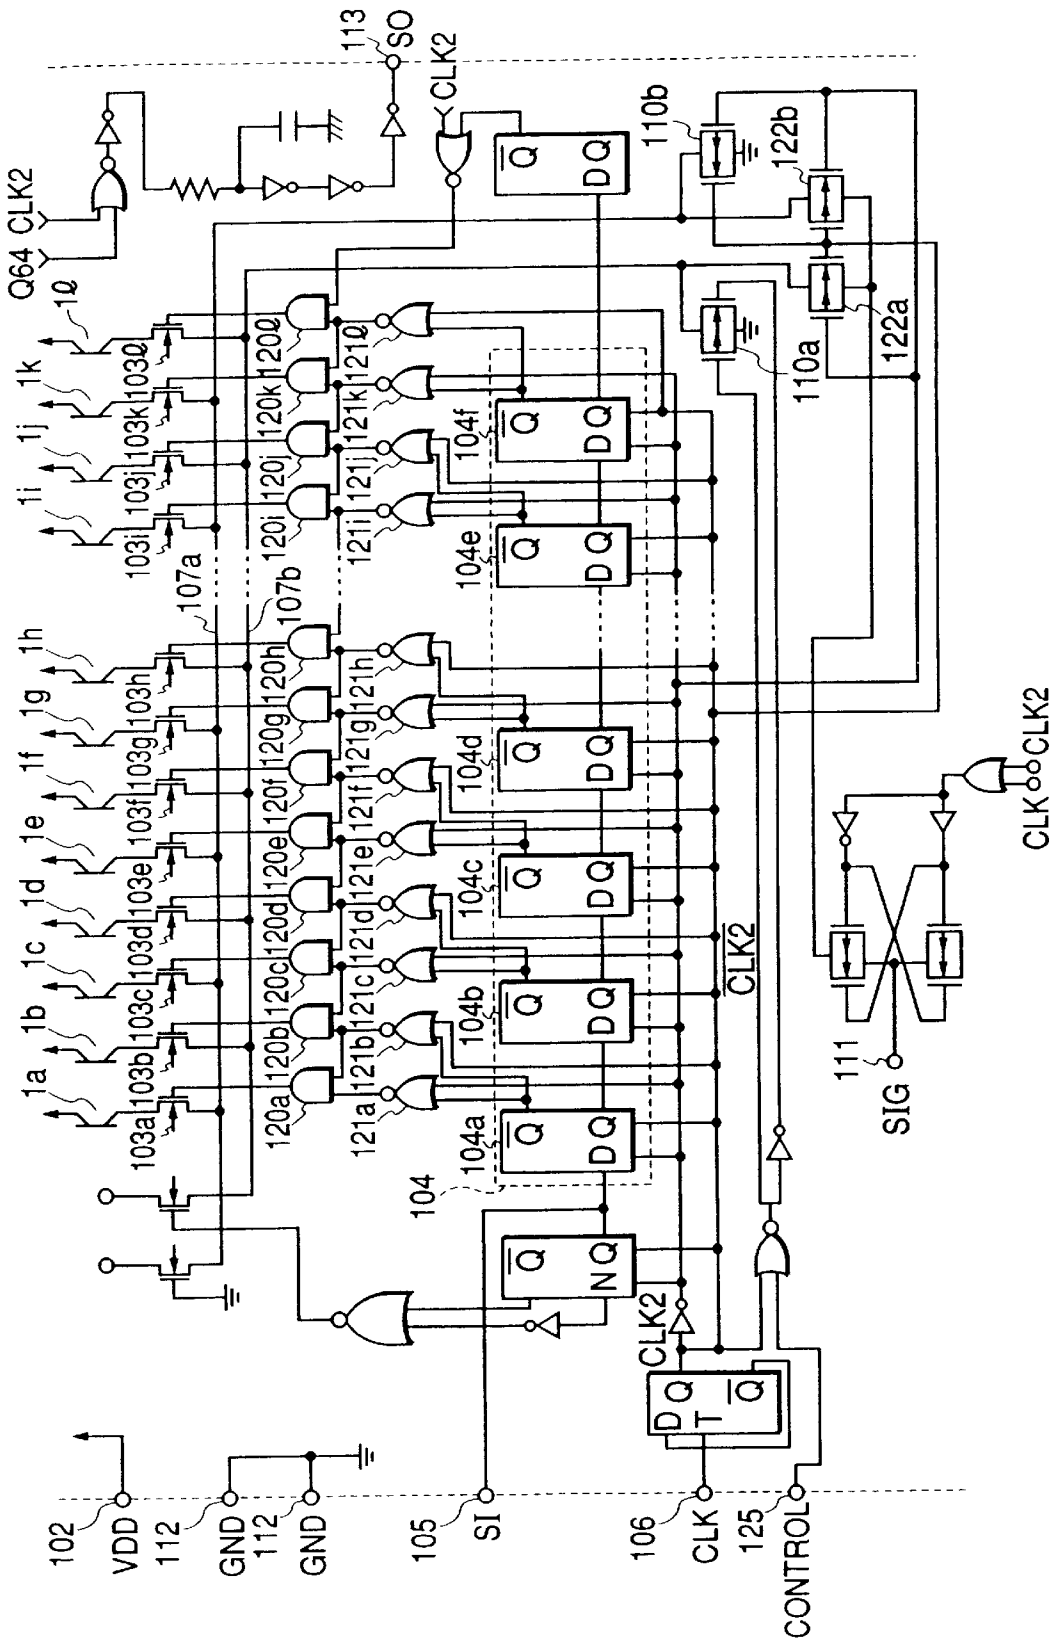 Q64
CLK2
113
SO
CLK2
1a
1b
1c
1d
1e
1f
1g
1h
1i
1j
1k
1ℓ
103a
103b
103c
103d
103e
103f
103g
103h
103i
103j
103k
103ℓ
107a
107b
120a
120b
120c
120d
120e
120f
120g
120h
120i
120j
120k
120ℓ
121a
121b
121c
121d
121e
121f
121g
121h
121i
121j
121k
121ℓ
104
104a
104b
104c
104d
104e
104f
Q̅
N Q
Q̅
D Q
Q̅
D Q
Q̅
D Q
Q̅
D Q
Q̅
D Q
Q̅
D Q
Q̅
D Q
102
VDD
112
GND
112
GND
105
SI
106
CLK
125
CONTROL
D Q
T
Q̅
CLK2
C̅L̅K̅2̅
110a
110b
122a
122b
111
SIG
CLK
CLK2